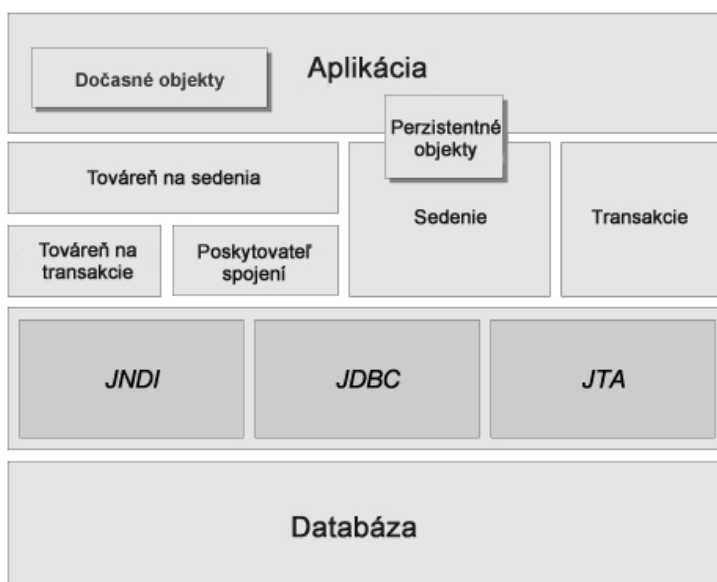 Aplikácia
Dočasné objekty
Perzistentné
objekty
Továreň na sedenia
Sedenie
Transakcie
Továreň na
transakcie
Poskytovateľ
spojení
JNDI
JDBC
JTA
Databáza